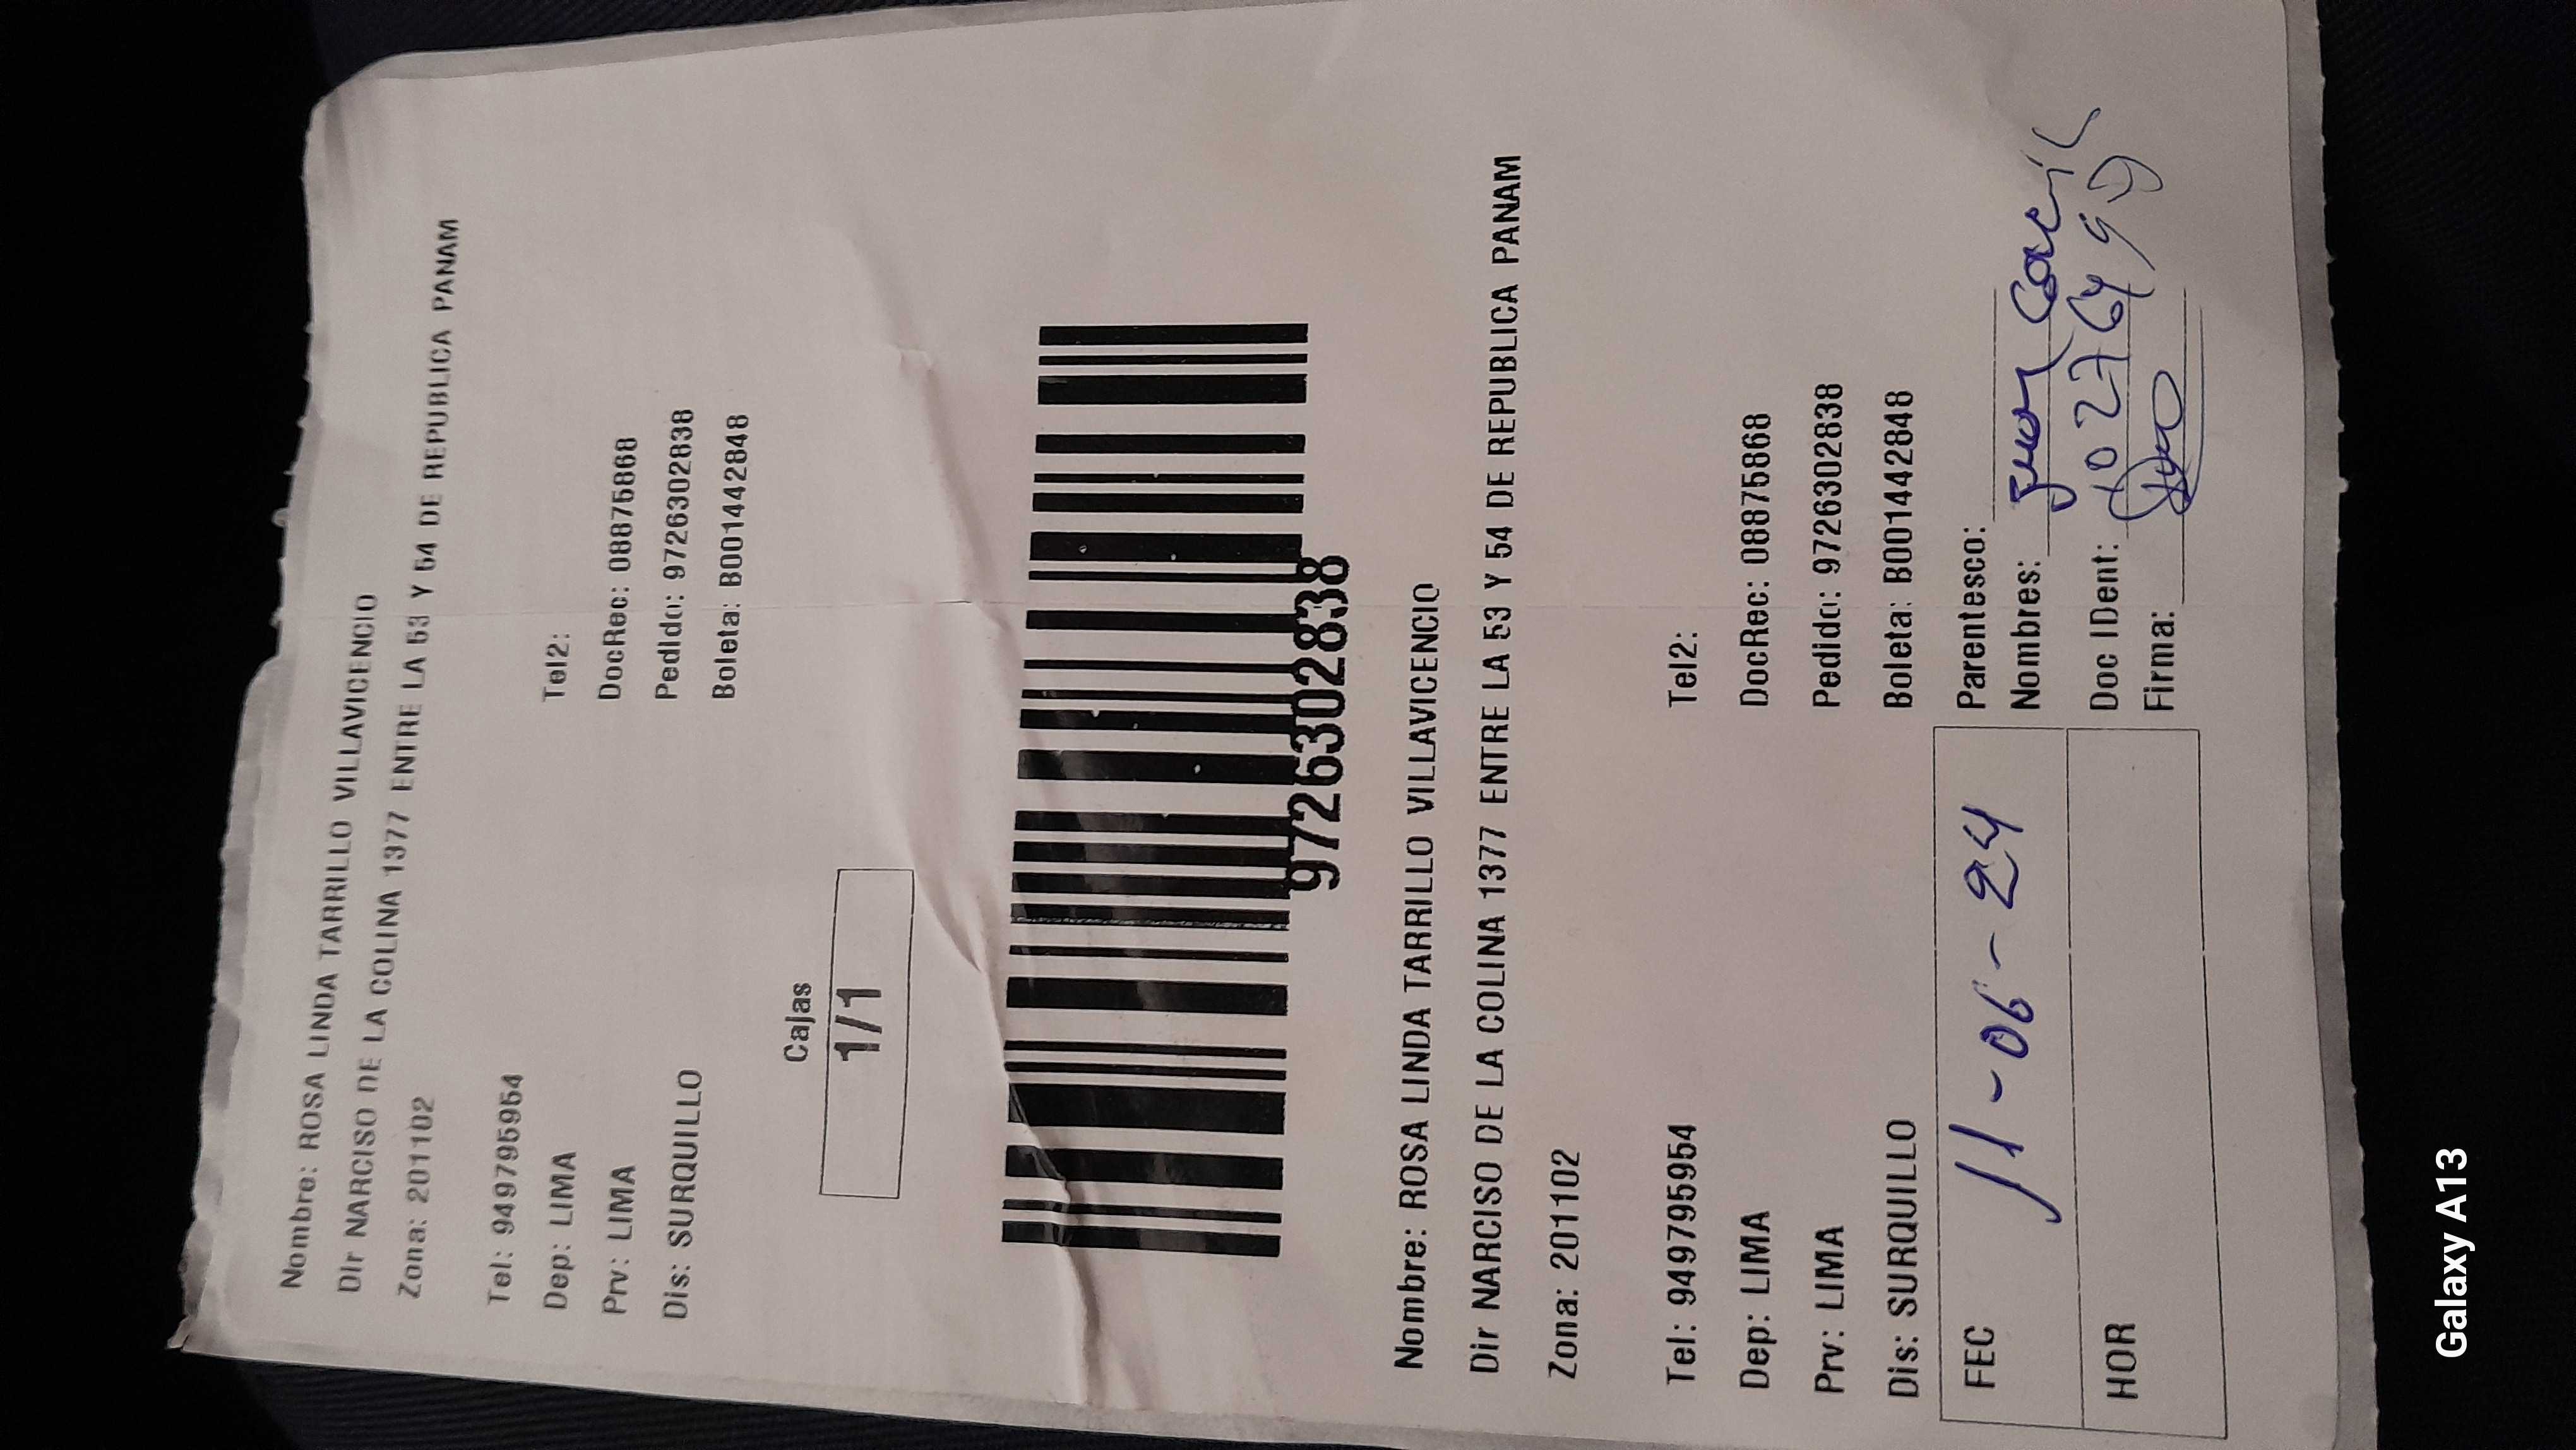 Nombre: ROSA LINDA TARRILLO VILLAVICENCIO
Dir NARCISO DE LA COLINA 1377 ENTRE LA 53 Y 54 DE REPUBLICA PANAM
Zona: 201102
Tel: 949795954 Tel2:
Dep: LIMA DocRec: 08875868
Prv: LIMA Pedido: 97263028​38
Dis: SURQUILLO Boleta: B001442848
Cajas
1/1
9726302838
Nombre: ROSA LINDA TARRILLO VILLAVICENCIO
Dir NARCISO DE LA COLINA 1377 ENTRE LA 53 Y 54 DE REPUBLICA PANAM
Zona: 201102
Tel: 949795954 Tel2:
Dep: LIMA DocRec: 08875868
Prv: LIMA Pedido: 9726302838
Dis: SURQUILLO Boleta: B001442848
FEC 11-06-24 Parentesco:
Nombres:
HOR Doc IDent:
Firma:
Galaxy A13